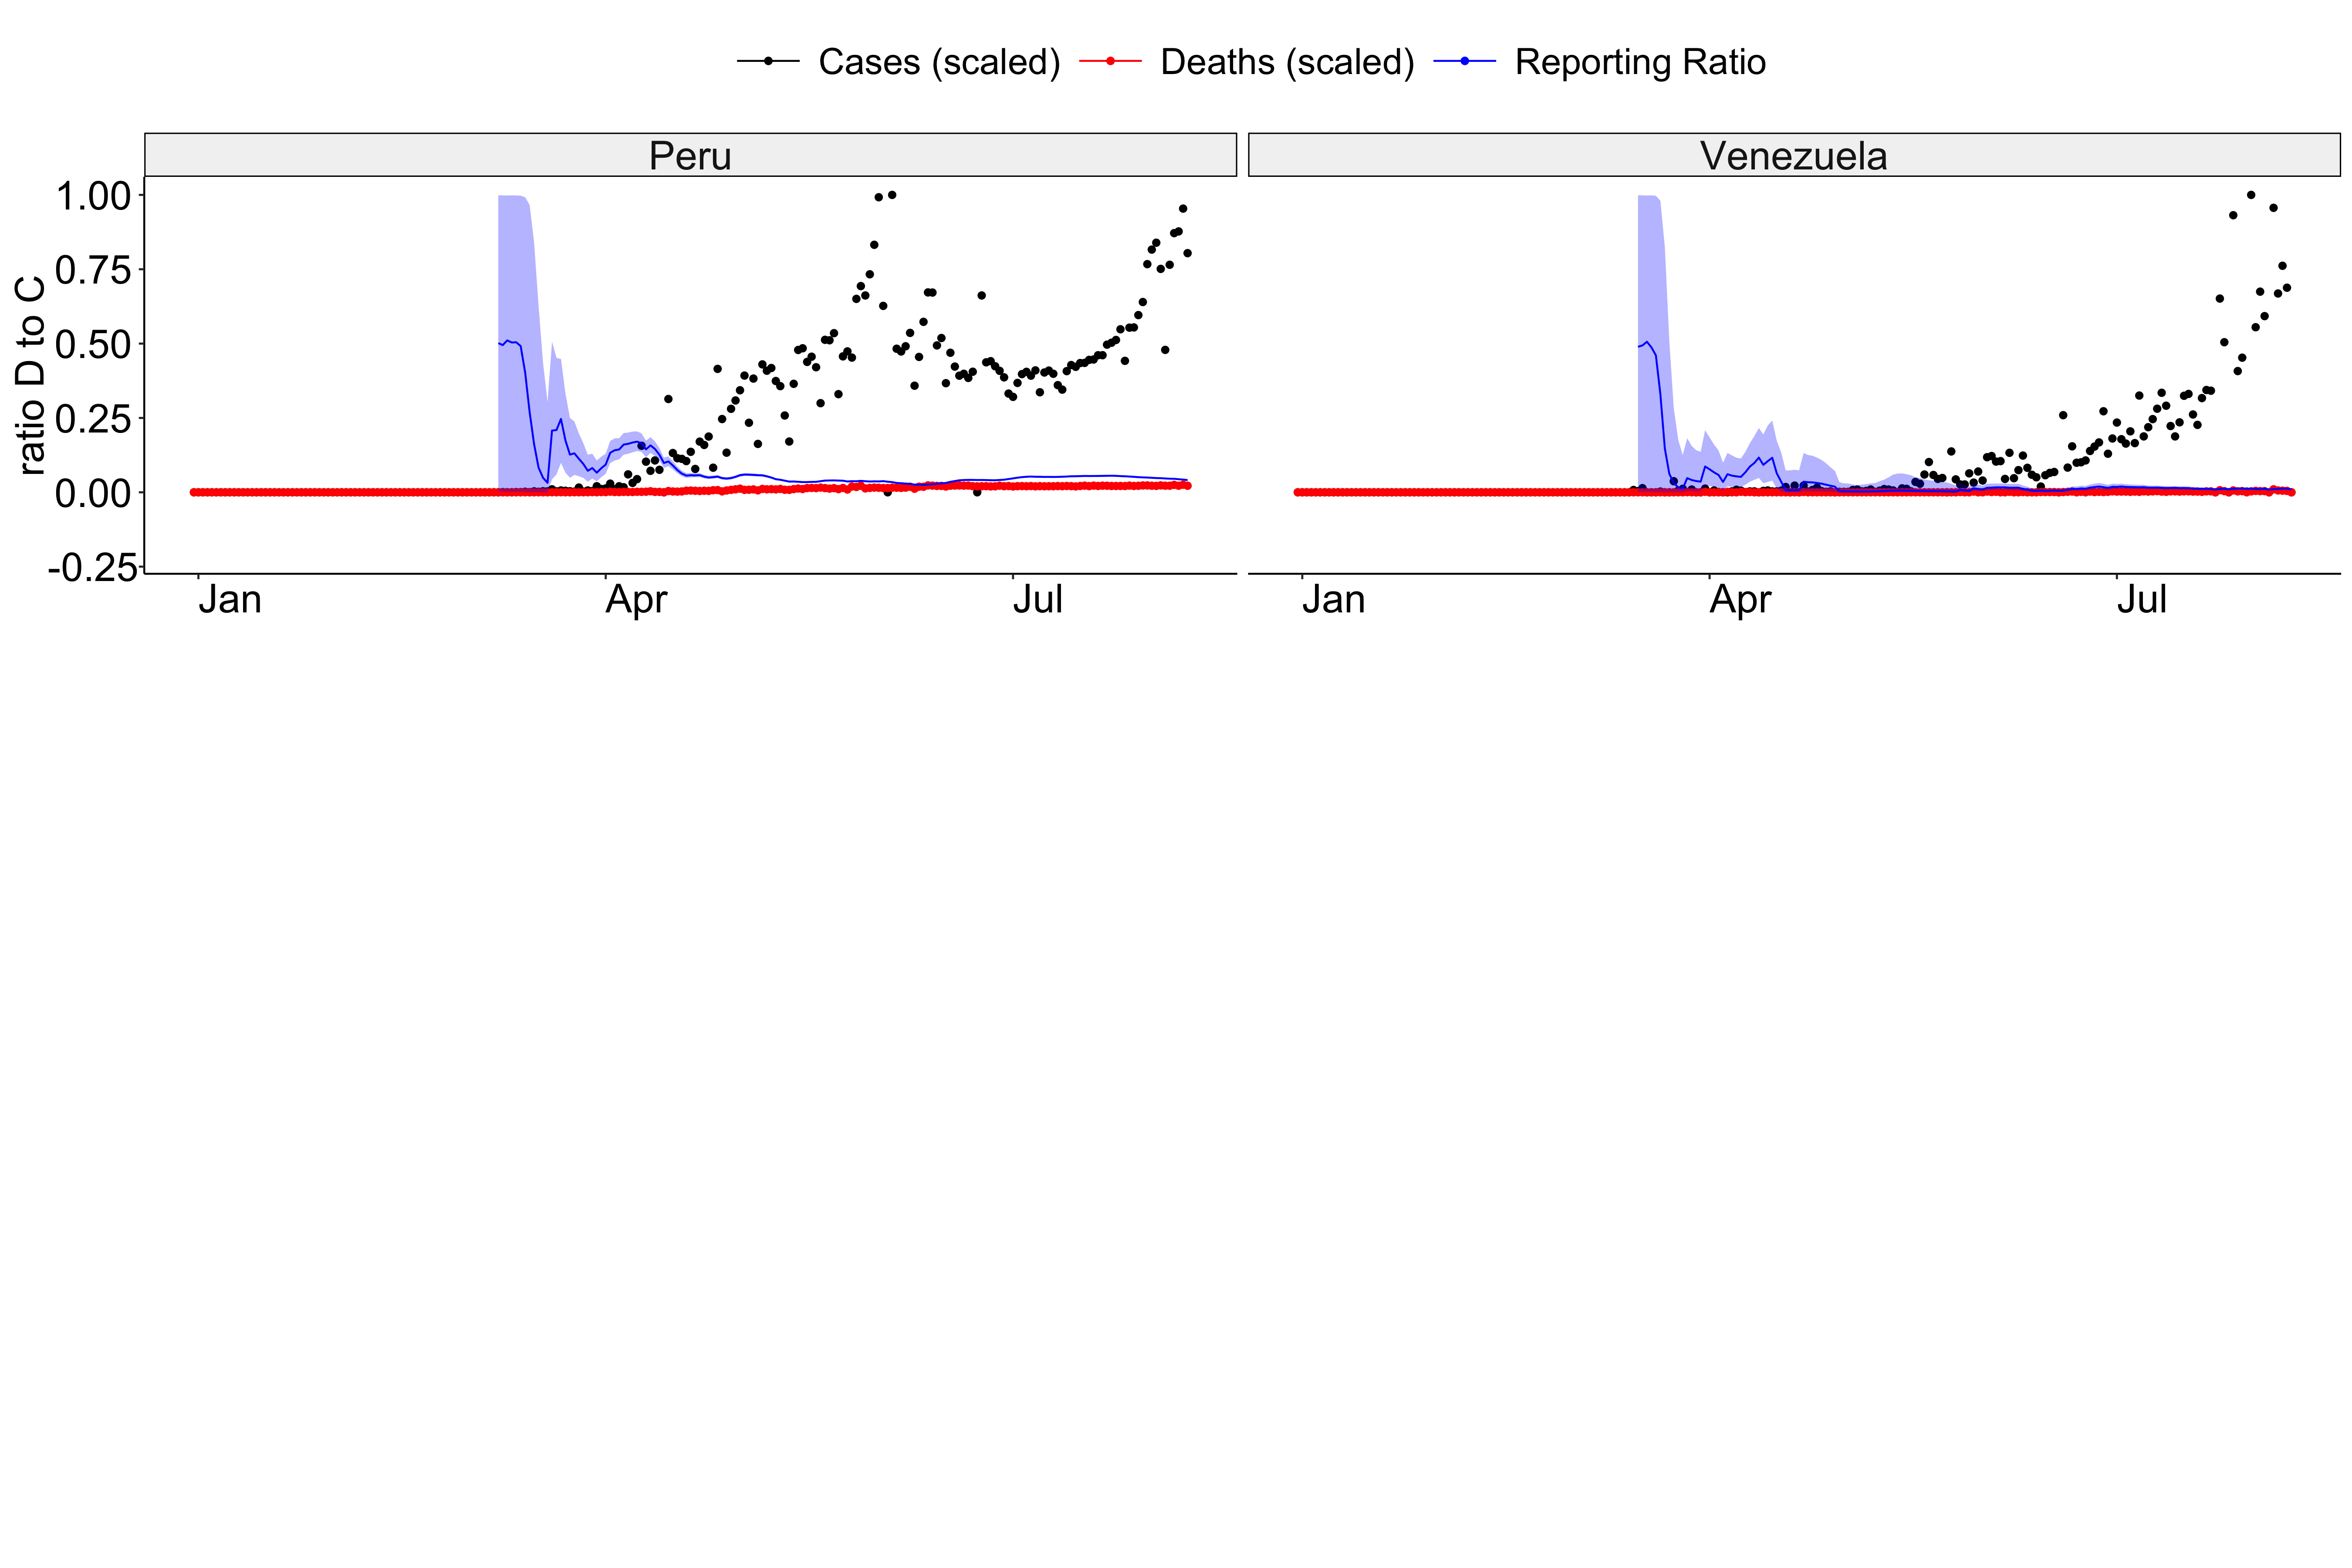 Cases (scaled) Deaths (scaled) Reporting Ratio
Peru Venezuela
ratio D to C
1.00
0.75
0.50
0.25
0.00
-0.25
Jan Apr Jul Jan Apr Jul